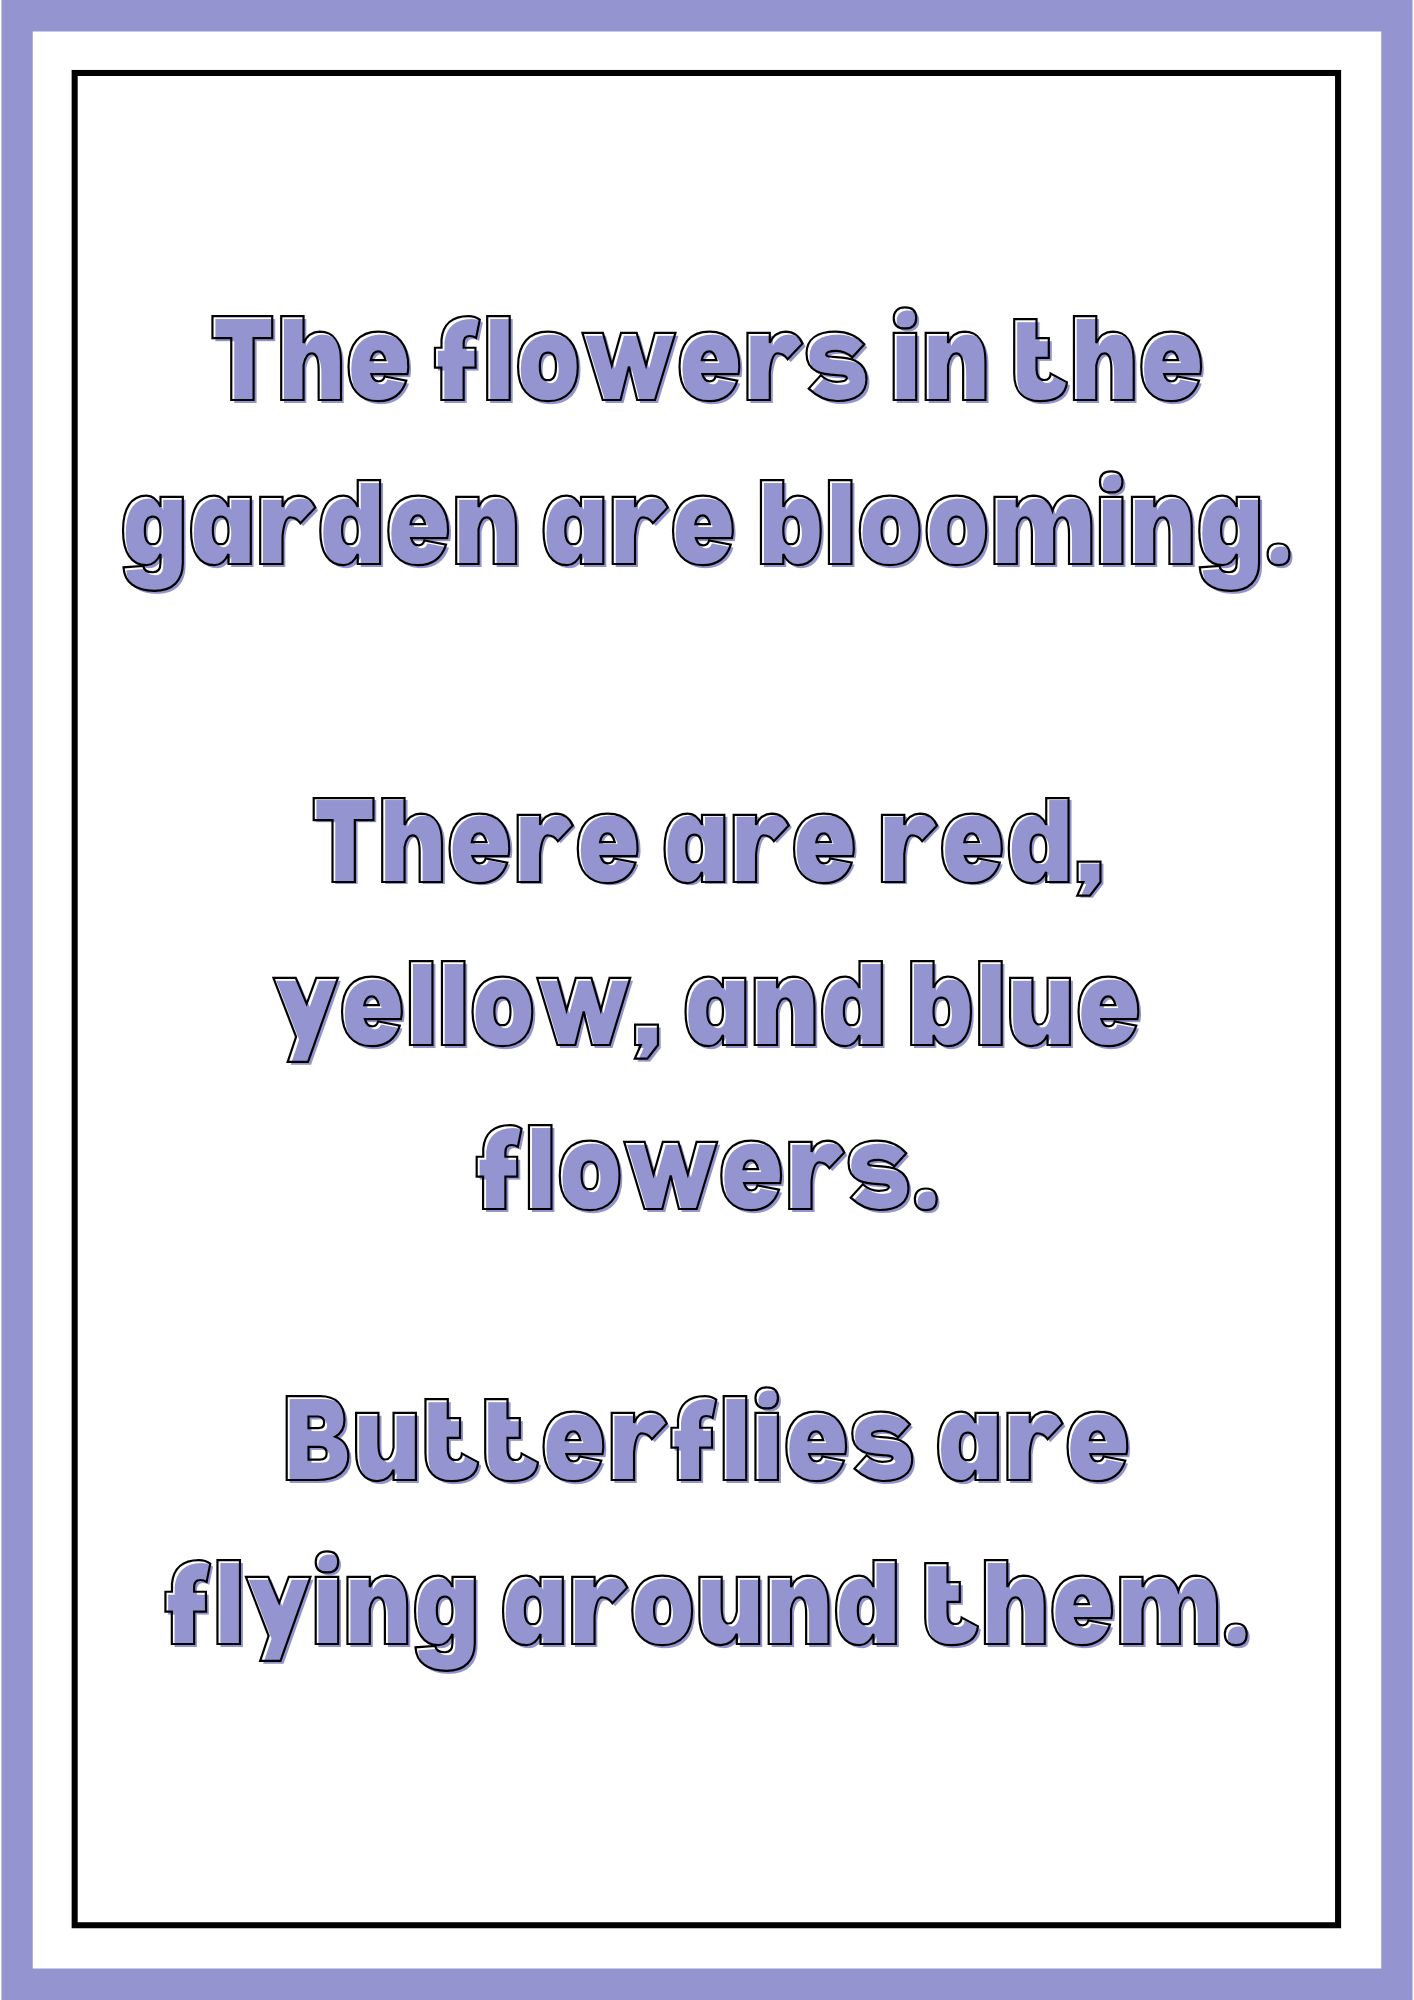 The flowers in the
garden are blooming.
There are red,
yellow, and blue
flowers.
Butterflies are
flying around them.